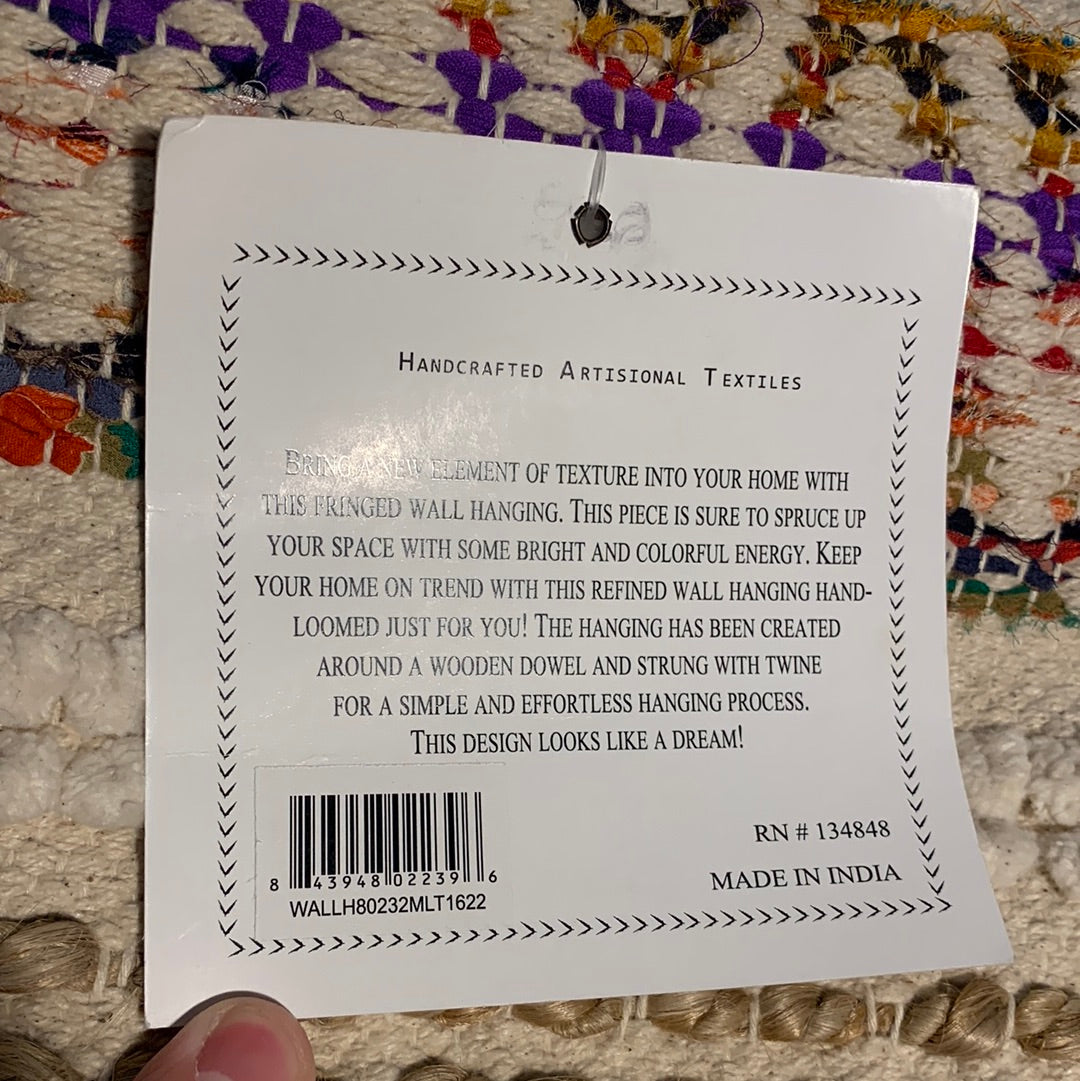 HANDCRAFTED ARTISIONAL TEXTILES
BRING A NEW ELEMENT OF TEXTURE INTO YOUR HOME WITH
THIS FRINGED WALL HANGING. THIS PIECE IS SURE TO SPRUCE UP
YOUR SPACE WITH SOME BRIGHT AND COLORFUL ENERGY. KEEP
YOUR HOME ON TREND WITH THIS REFINED WALL HANGING HAND-
LOOMED JUST FOR YOU! THE HANGING HAS BEEN CREATED
AROUND A WOODEN DOWEL AND STRUNG WITH TWINE
FOR A SIMPLE AND EFFORTLESS HANGING PROCESS.
THIS DESIGN LOOKS LIKE A DREAM!
RN # 134848
MADE IN INDIA
8 43948 02239 6
WALLH80232MLT1622